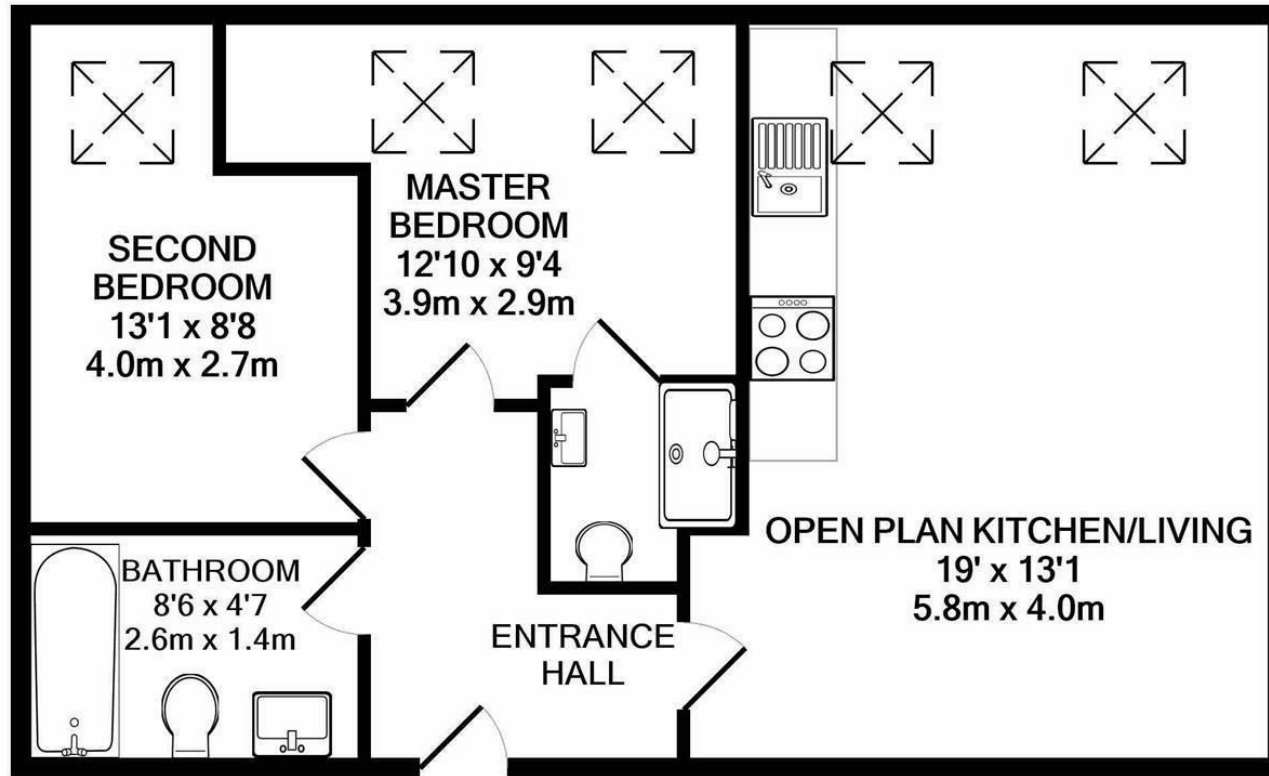 MASTER
BEDROOM
12'10 x 9'4
3.9m x 2.9m
SECOND
BEDROOM
13'1 x 8'8
4.0m x 2.7m
OPEN PLAN KITCHEN/LIVING
19' x 13'1
5.8m x 4.0m
BATHROOM
8'6 x 4'7
2.6m x 1.4m
ENTRANCE
HALL